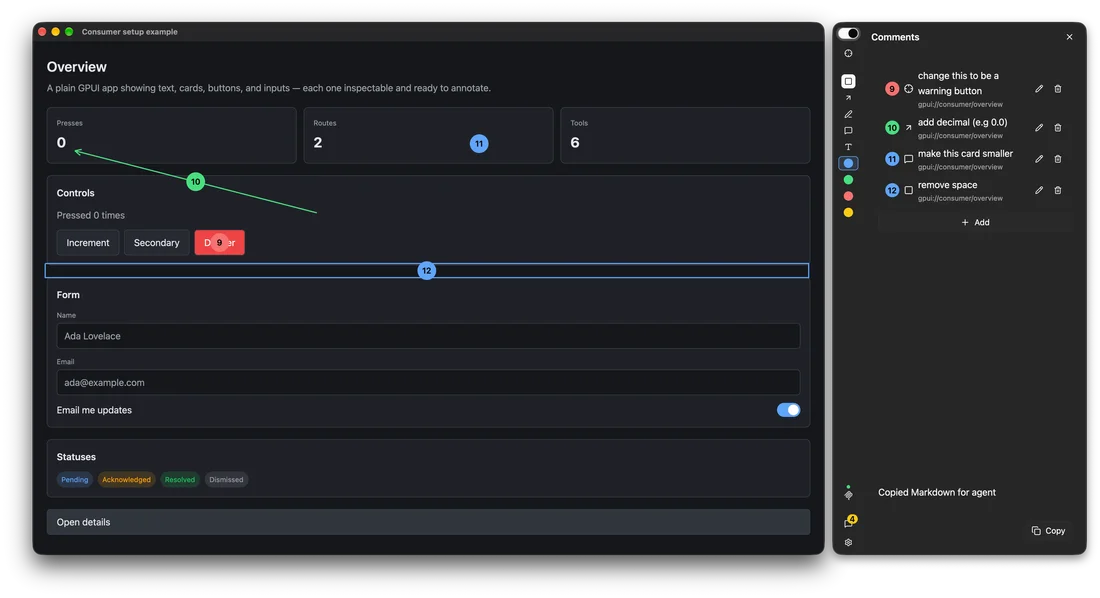 Consumer setup example
Overview
A plain GPUI app showing text, cards, buttons, and inputs — each one inspectable and ready to annotate.
Presses
0
Routes
2
11
Tools
6
10
Controls
Pressed 0 times
Increment
Secondary
9
12
Form
Name
Ada Lovelace
Email
ada@example.com
Email me updates
Statuses
Pending
Acknowledged
Resolved
Dismissed
Open details
Comments
9
change this to be a
warning button
gpui://consumer/overview
10
add decimal (e.g 0.0)
gpui://consumer/overview
11
make this card smaller
gpui://consumer/overview
12
remove space
gpui://consumer/overview
+ Add
T
Copied Markdown for agent
4
Copy